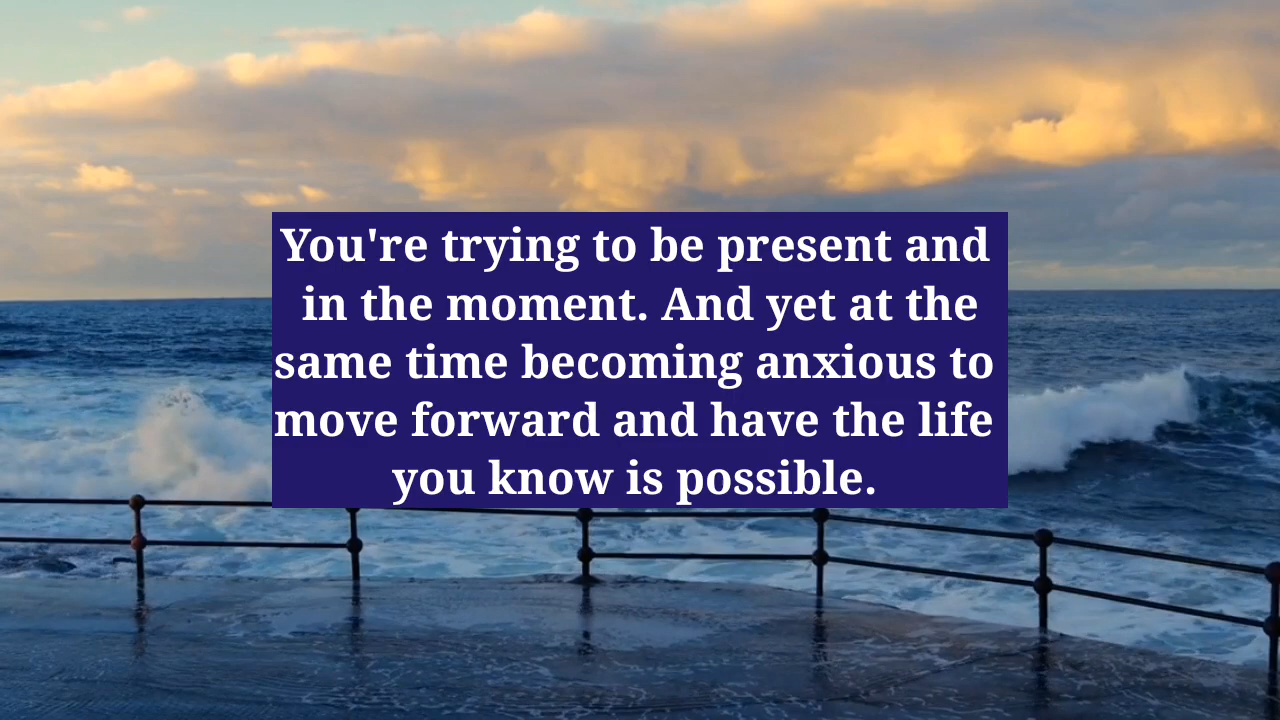 You're trying to be present and
in the moment. And yet at the
same time becoming anxious to
move forward and have the life
you know is possible.